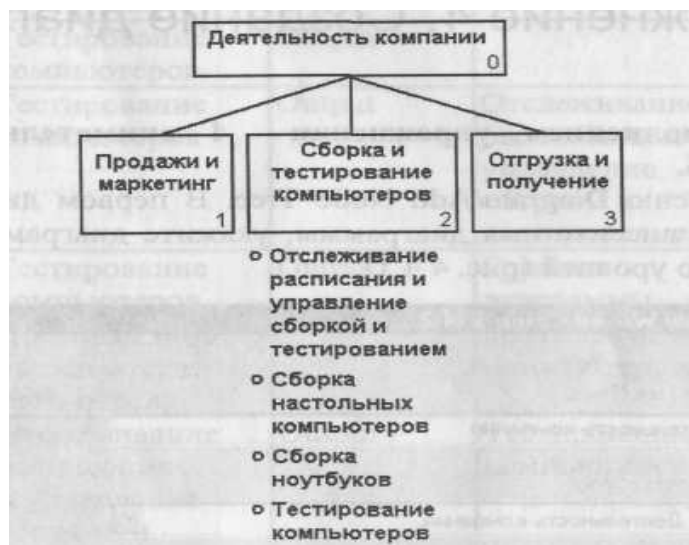 Деятельность компании
0
Продажи и
маркетинг
1
Сборка и
тестирование
компьютеров
2
Отгрузка и
получение
3
Отслеживание
расписания и
управление
сборкой и
тестированием
Сборка
настольных
компьютеров
Сборка
ноутбуков
Тестирование
компьютеров